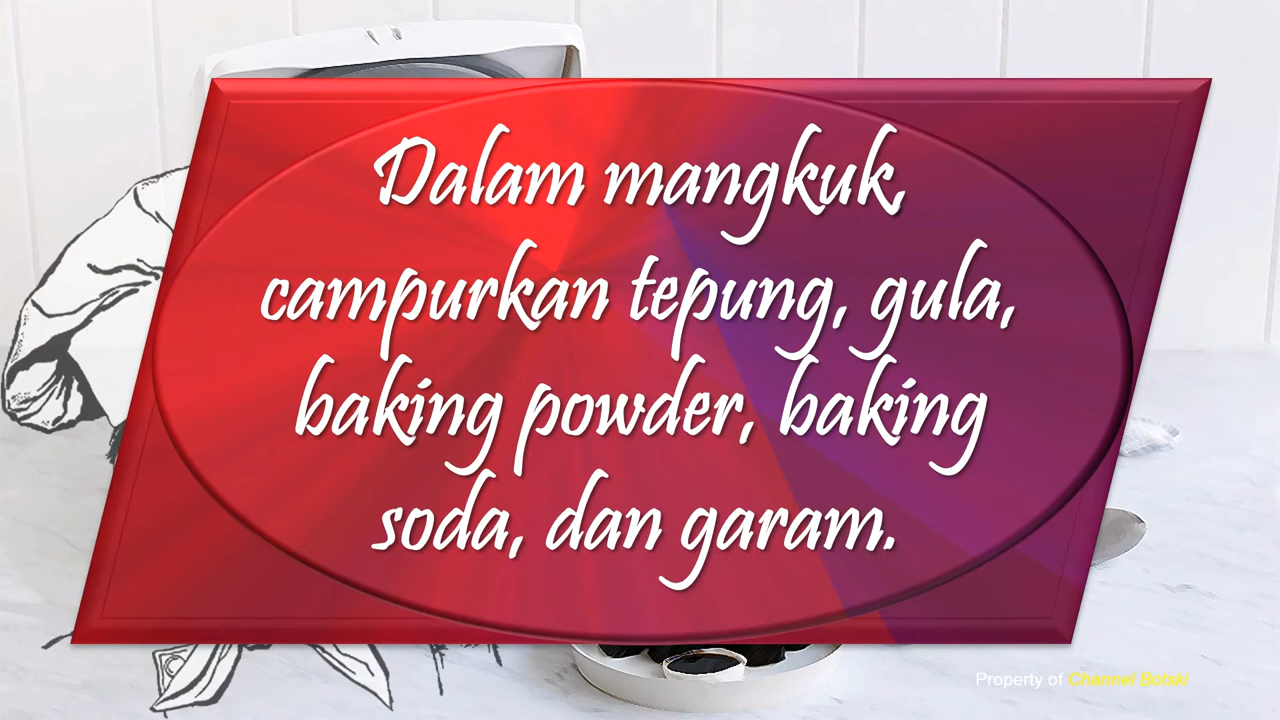 Dalam mangkuk,
campurkan tepung, gula,
baking powder, baking
soda, dan garam.
Property of Channel Botski